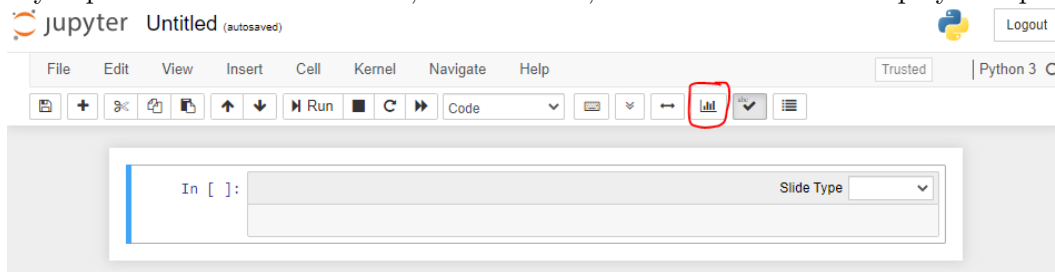 jupyter Untitled (autosaved) Logout
File Edit View Insert Cell Kernel Navigate Help Trusted Python 3
Run Code
abc
Slide Type
In [ ]: